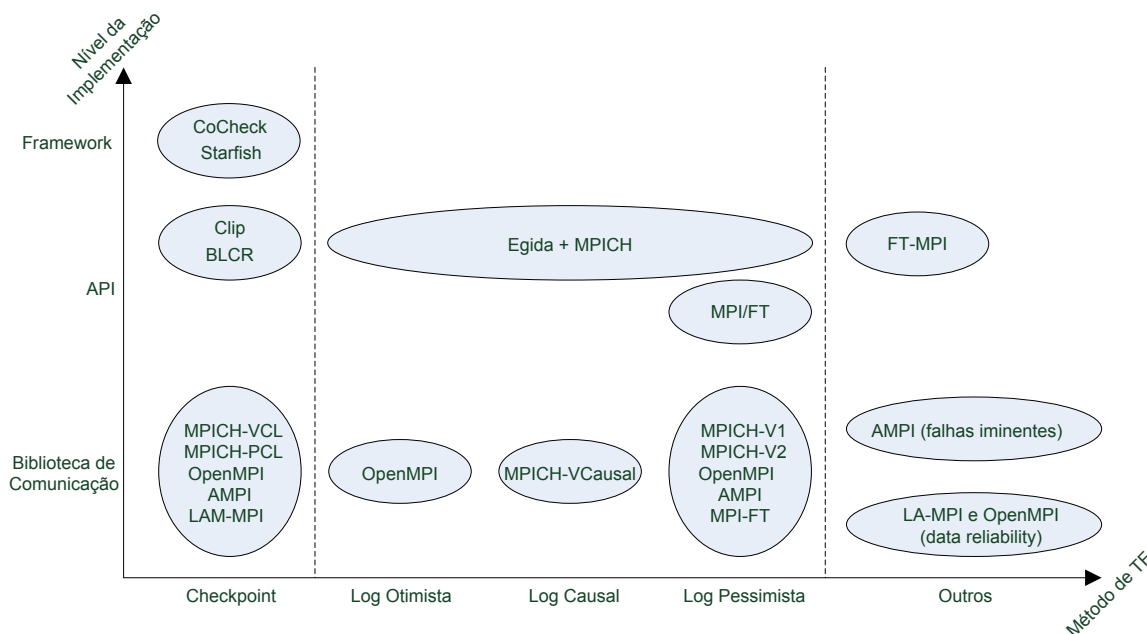 Nível da
Implementação
Framework
CoCheck
Starfish
Clip
BLCR
Egida + MPICH
FT-MPI
API
MPI/FT
MPICH-VCL
MPICH-PCL
OpenMPI
AMPI
LAM-MPI
Biblioteca de
Comunicação
OpenMPI
MPICH-VCausal
MPICH-V1
MPICH-V2
OpenMPI
AMPI
MPI-FT
AMPI (falhas iminentes)
LA-MPI e OpenMPI
(data reliability)
Checkpoint
Log Otimista
Log Causal
Log Pessimista
Outros
Método de TF